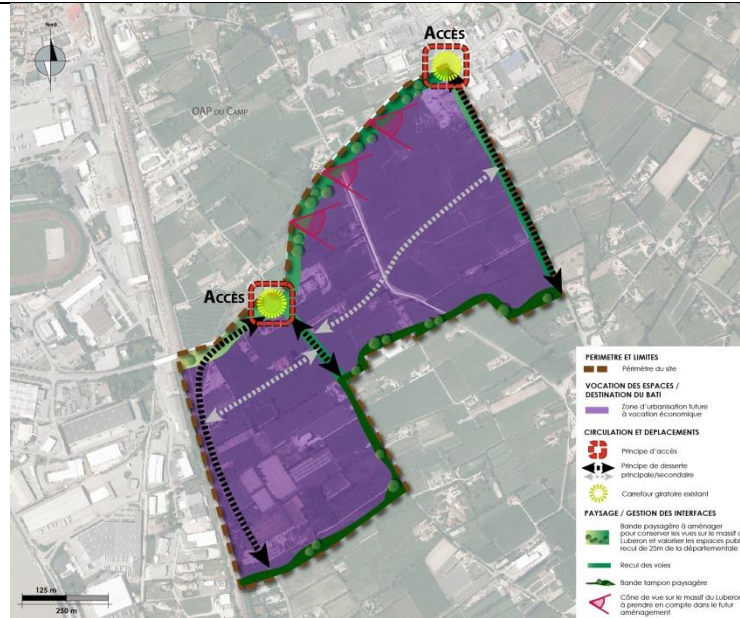 Nord
ACCÈS
OAP DU CAMP
ACCÈS
PERIMETRE ET LIMITES
Périmètre du site
VOCATION DES ESPACES /
DESTINATION DU BATI
Zone d'urbanisation future
à vocation économique
CIRCULATION ET DEPLACEMENTS
Principe d'accès
Principe de desserte
principale/secondaire
Carrefour giratoire existant
PAYSAGE / GESTION DES INTERFACES
Bande paysagère à aménager
pour conserver les vues sur le massif d
Luberon et valoriser les espaces publi
recul de 25m de la départementale
Recul des voies
Bande tampon paysagère
Cône de vue sur le massif du Luberon
à prendre en compte dans le futur
aménagement
125 m
250 m